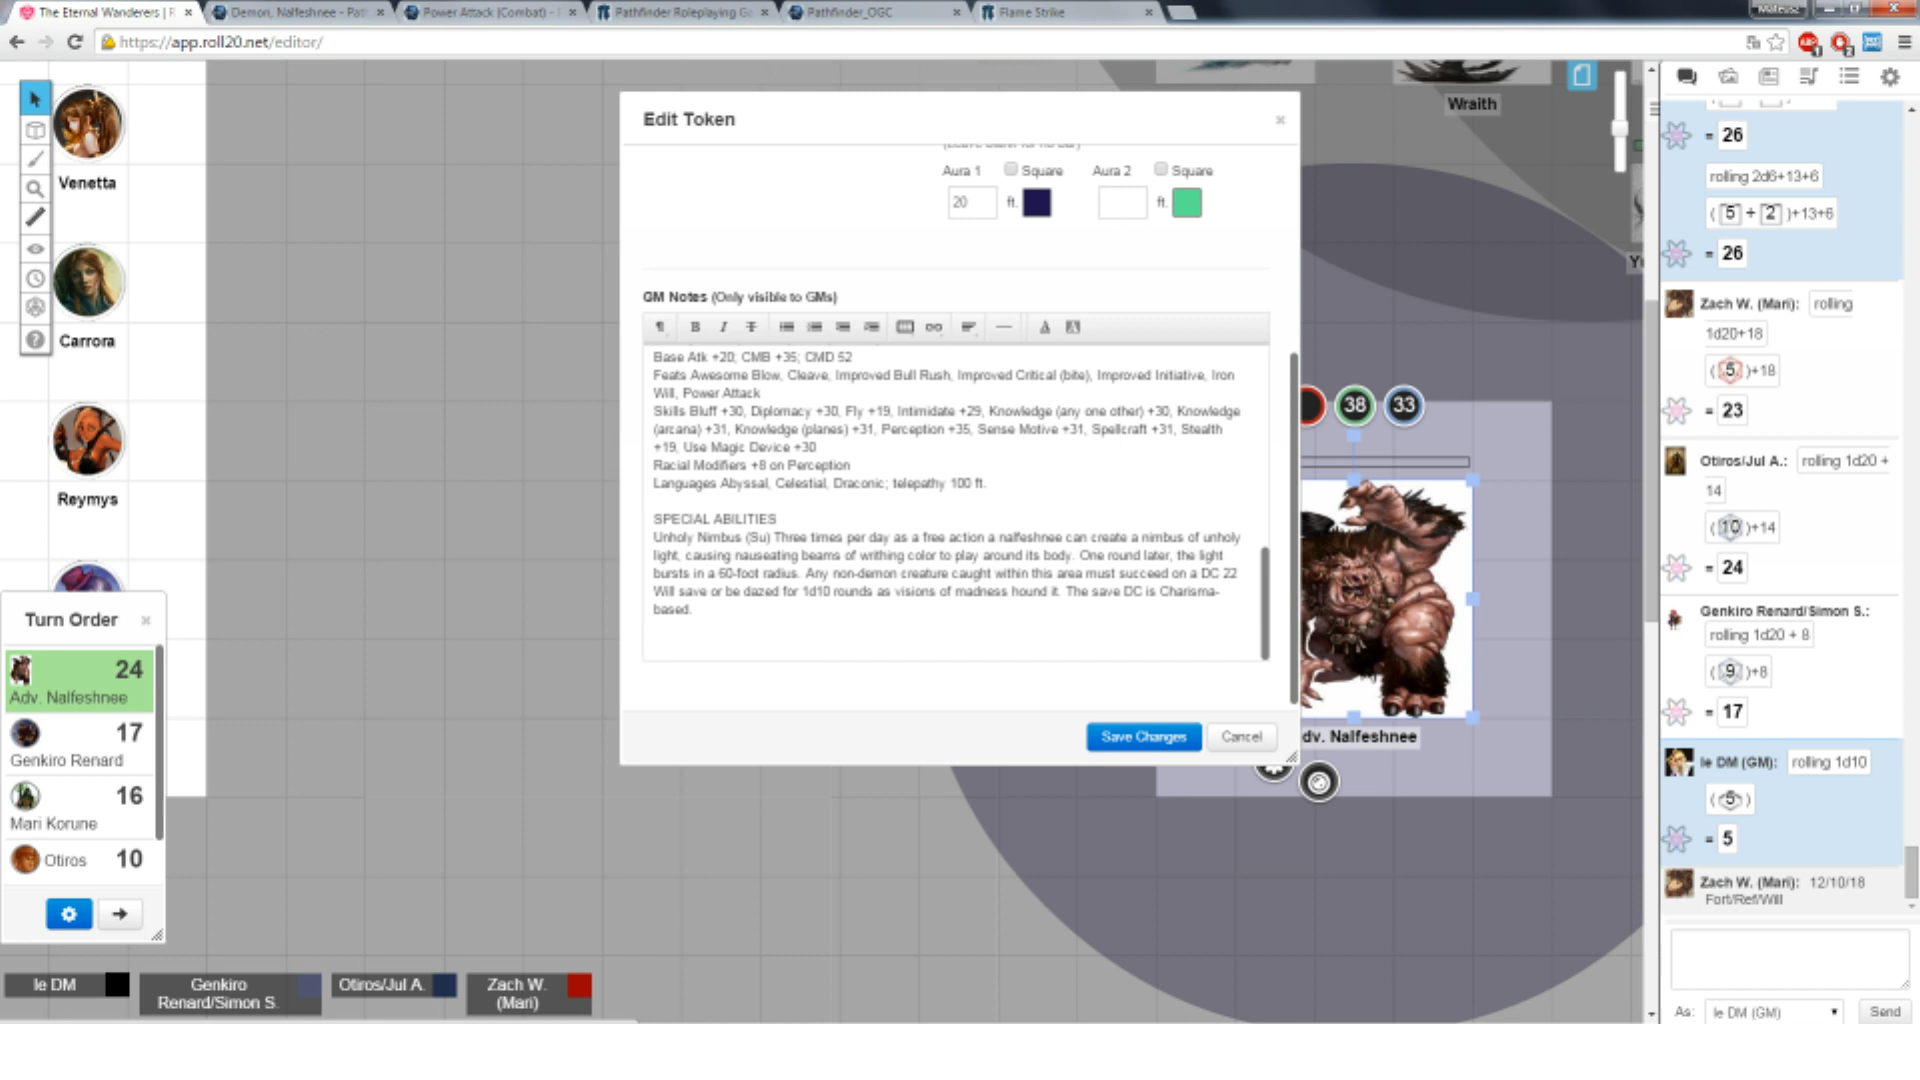 The Eternal Wanderers | R
Demon, Nalfeshnee - Pat
Power Attack (Combat) -
Pathfinder Roleplaying Ga
Pathfinder_OGC
Flame Strike
Mateusz
https://app.roll20.net/editor/
Venetta
Carrora
Reymys
Turn Order
24
Adv. Nalfeshnee
17
Genkiro Renard
16
Mari Korune
Otiros 10
le DM
Genkiro
Renard/Simon S.
Otiros/Jul A.
Zach W.
(Mari)
Edit Token
Aura 1 Square Aura 2 Square
20 ft. ft.
GM Notes (Only visible to GMs)
Base Atk +20; CMB +35; CMD 52
Feats Awesome Blow, Cleave, Improved Bull Rush, Improved Critical (bite), Improved Initiative, Iron
Will, Power Attack
Skills Bluff +30, Diplomacy +30, Fly +19, Intimidate +29, Knowledge (any one other) +30, Knowledge
(arcana) +31, Knowledge (planes) +31, Perception +35, Sense Motive +31, Spellcraft +31, Stealth
+19, Use Magic Device +30
Racial Modifiers +8 on Perception
Languages Abyssal, Celestial, Draconic; telepathy 100 ft.
SPECIAL ABILITIES
Unholy Nimbus (Su) Three times per day as a free action a nalfeshnee can create a nimbus of unholy
light, causing nauseating beams of writhing color to play around its body. One round later, the light
bursts in a 60-foot radius. Any non-demon creature caught within this area must succeed on a DC 22
Will save or be dazed for 1d10 rounds as visions of madness hound it. The save DC is Charisma-
based.
Save Changes
Cancel
Wraith
38
33
dv. Nalfeshnee
= 26
rolling 2d6+13+6
(5+2)+13+6
= 26
Zach W. (Mari): rolling
1d20+18
(5)+18
= 23
Otiros/Jul A.: rolling 1d20 +
14
(10)+14
= 24
Genkiro Renard/Simon S.:
rolling 1d20 + 8
(9)+8
= 17
le DM (GM): rolling 1d10
(5)
= 5
Zach W. (Mari): 12/10/18
Fort/Ref/Will
As: le DM (GM)
Send